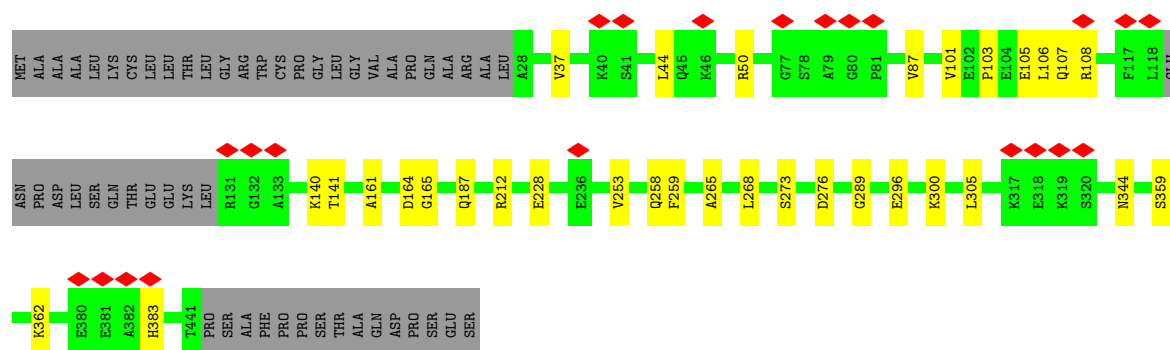 MET ALA ALA ALA LEU LYS CYS LEU LEU THR LEU GLY ARG TRP CYS PRO GLY LEU GLY VAL ALA PRO GLN ALA ARG ALA LEU A28 V37 K40 S41 L44 Q45 K46 R50 G77 S78 A79 G80 P81 V87 V101 E102 P103 E104 E105 L106 Q107 R108 F117 L118 GLU
ASN PRO ASP LEU SER GLN THR GLU GLU LYS LEU R131 G132 A133 K140 T141 A161 D164 G165 Q187 R212 E228 E236 V253 Q258 F259 A265 L268 S273 D276 G289 E296 K300 L305 K317 E318 K319 S320 N344 S359
K362 E380 E381 A382 H383 T441 PRO SER ALA PHE PRO PRO SER THR ALA GLN ASP PRO SER GLU SER